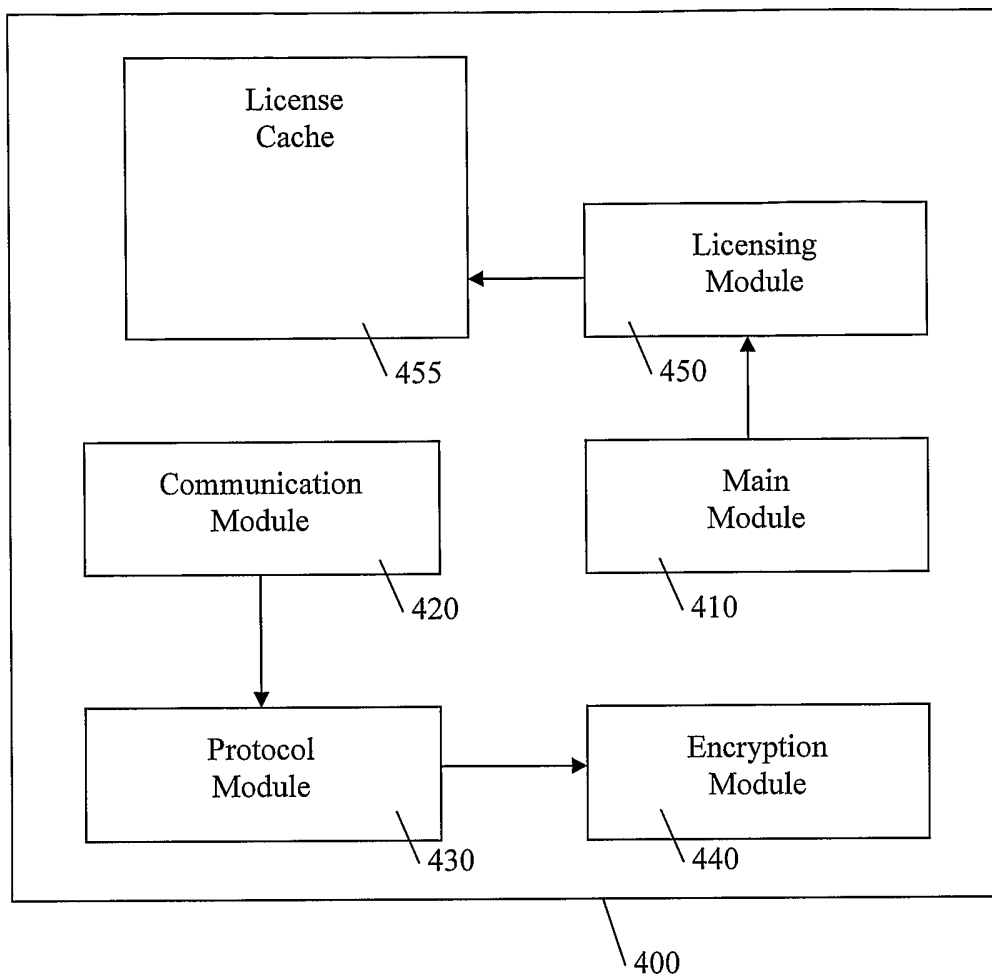 License
Cache
455
Licensing
Module
450
Communication
Module
420
Main
Module
410
Protocol
Module
430
Encryption
Module
440
400